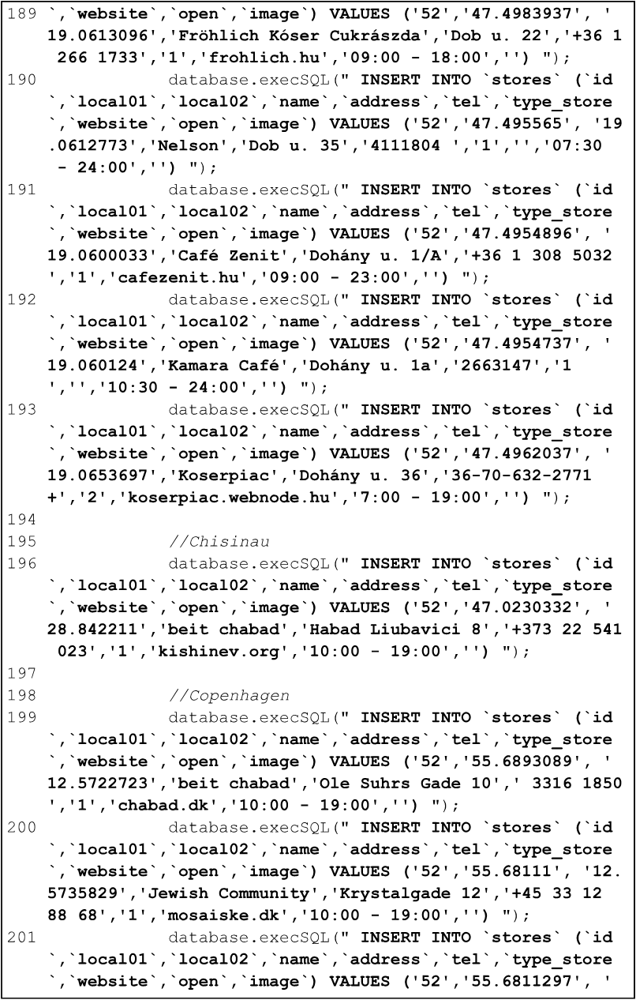 189 `,`website`,`open`,`image`) VALUES ('52','47.4983937', '
19.0613096','Fröhlich Kóser Cukrászda','Dob u. 22','+36 1
266 1733','1','frohlich.hu','09:00 - 18:00','') ");
190 database.execSQL(" INSERT INTO `stores` (`id
`,`local01`,`local02`,`name`,`address`,`tel`,`type_store
`,`website`,`open`,`image`) VALUES ('52','47.495565', '19
.0612773','Nelson','Dob u. 35','4111804 ','1','','07:30
- 24:00','') ");
191 database.execSQL(" INSERT INTO `stores` (`id
`,`local01`,`local02`,`name`,`address`,`tel`,`type_store
`,`website`,`open`,`image`) VALUES ('52','47.4954896', '
19.0600033','Café Zenit','Dohány u. 1/A','+36 1 308 5032
','1','cafezenit.hu','09:00 - 23:00','') ");
192 database.execSQL(" INSERT INTO `stores` (`id
`,`local01`,`local02`,`name`,`address`,`tel`,`type_store
`,`website`,`open`,`image`) VALUES ('52','47.4954737', '
19.060124','Kamara Café','Dohány u. 1a','2663147','1
','','10:30 - 24:00','') ");
193 database.execSQL(" INSERT INTO `stores` (`id
`,`local01`,`local02`,`name`,`address`,`tel`,`type_store
`,`website`,`open`,`image`) VALUES ('52','47.4962037', '
19.0653697','Koserpiac','Dohány u. 36','36-70-632-2771
+','2','koserpiac.webnode.hu','7:00 - 19:00','') ");
194
195 //Chisinau
196 database.execSQL(" INSERT INTO `stores` (`id
`,`local01`,`local02`,`name`,`address`,`tel`,`type_store
`,`website`,`open`,`image`) VALUES ('52','47.0230332', '
28.842211','beit chabad','Habad Liubavici 8','+373 22 541
023','1','kishinev.org','10:00 - 19:00','') ");
197
198 //Copenhagen
199 database.execSQL(" INSERT INTO `stores` (`id
`,`local01`,`local02`,`name`,`address`,`tel`,`type_store
`,`website`,`open`,`image`) VALUES ('52','55.6893089', '
12.5722723','beit chabad','Ole Suhrs Gade 10',' 3316 1850
','1','chabad.dk','10:00 - 19:00','') ");
200 database.execSQL(" INSERT INTO `stores` (`id
`,`local01`,`local02`,`name`,`address`,`tel`,`type_store
`,`website`,`open`,`image`) VALUES ('52','55.68111', '12.
5735829','Jewish Community','Krystalgade 12','+45 33 12
88 68','1','mosaiske.dk','10:00 - 19:00','') ");
201 database.execSQL(" INSERT INTO `stores` (`id
`,`local01`,`local02`,`name`,`address`,`tel`,`type_store
`,`website`,`open`,`image`) VALUES ('52','55.6811297', '